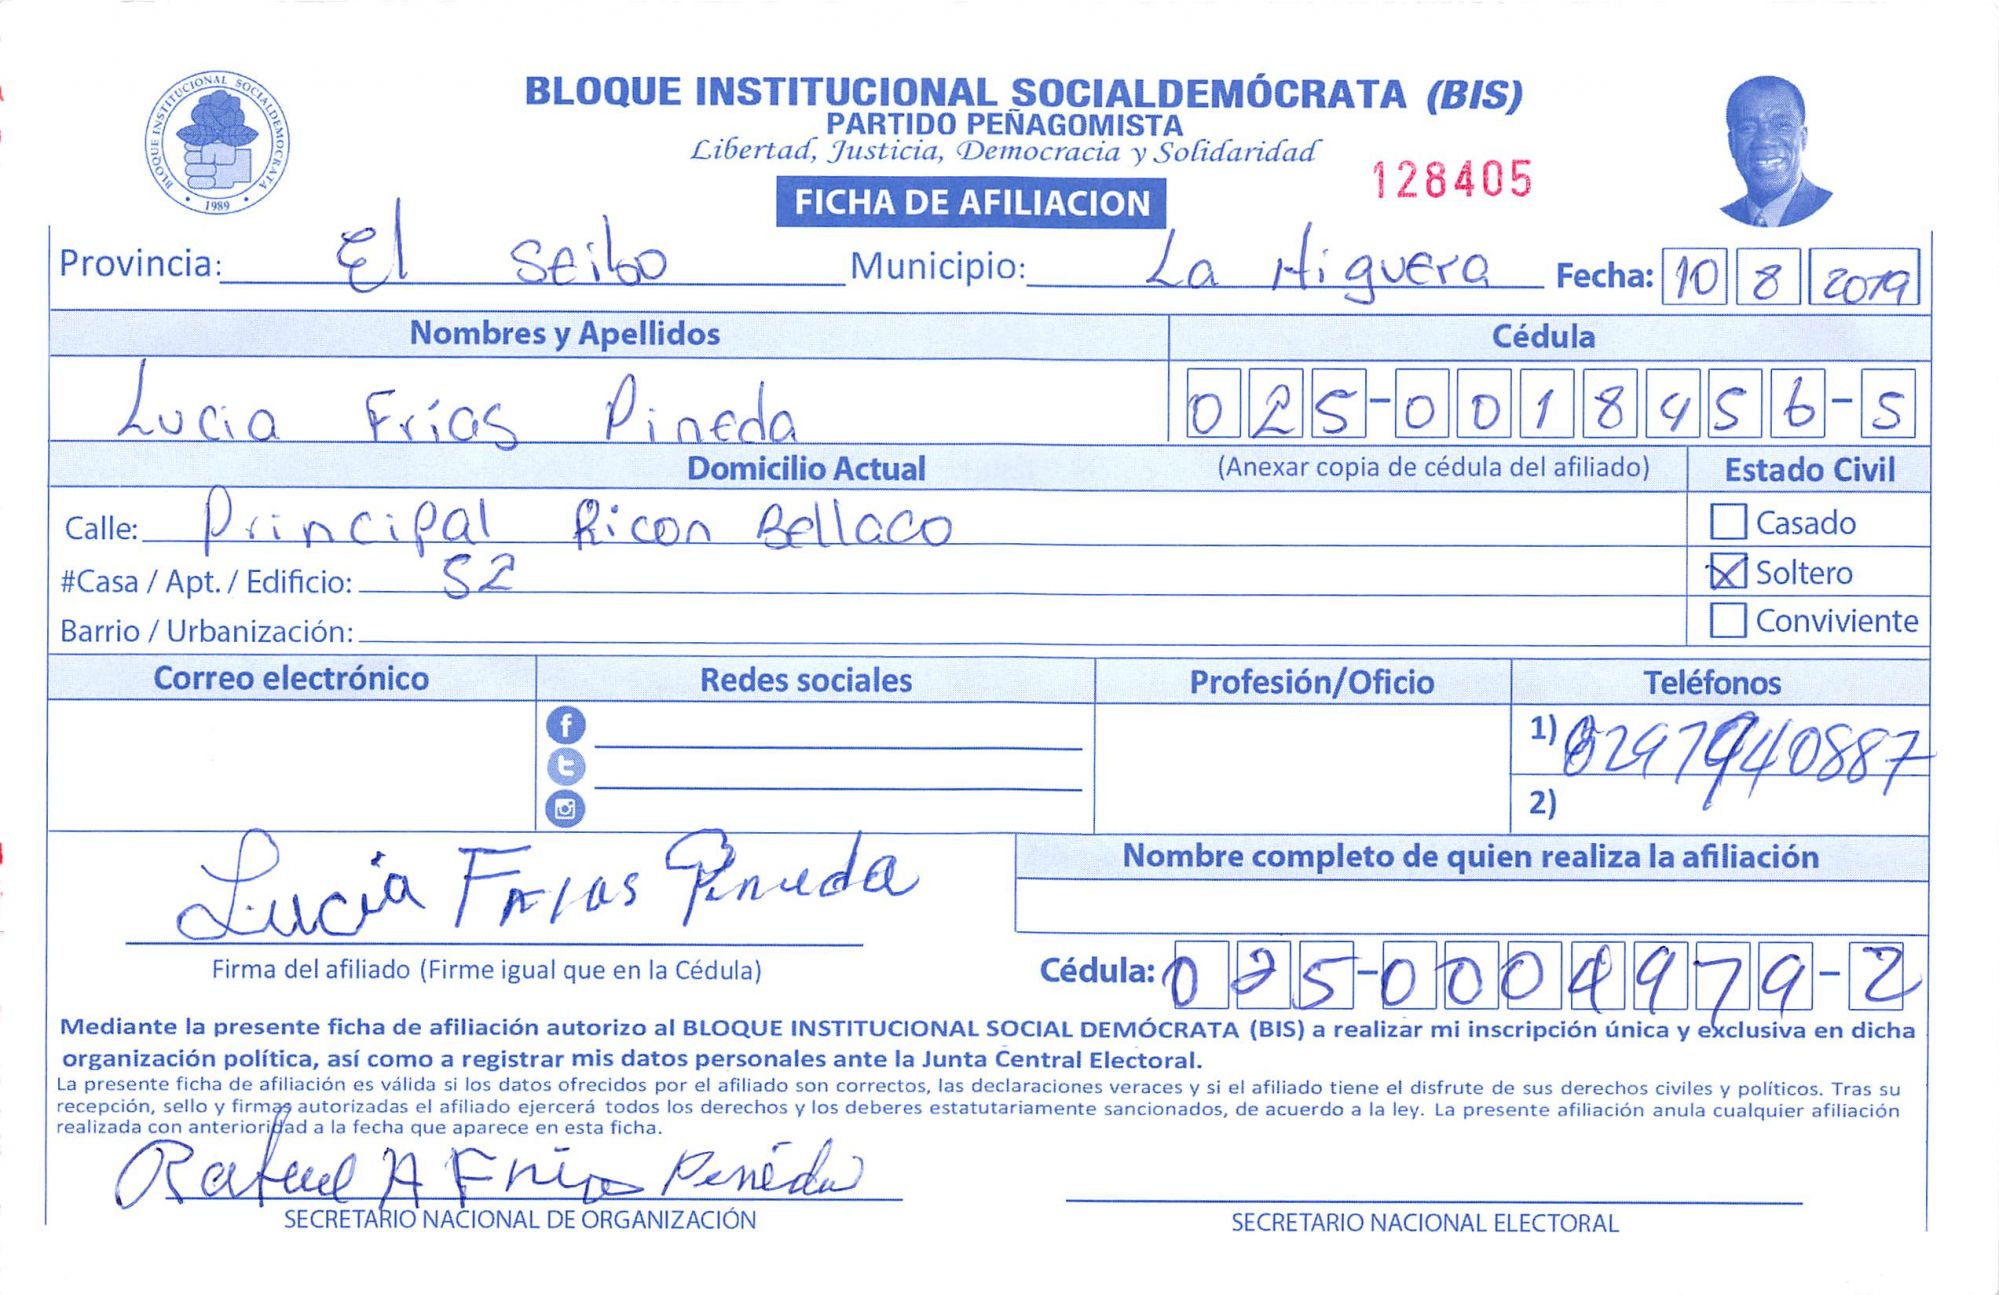 BLOQUE INSTITUCIONAL SOCIALDEMÓCRATA (BIS)
PARTIDO PEÑAGOMISTA
Libertad, Justicia, Democracia y Solidaridad
BLOQUE INSTITUCIONAL SOCIALDEMOCRATA
1989
128405
FICHA DE AFILIACION
Provincia: El Seibo Municipio: La Higuera Fecha: 10 8 2019
Nombres y Apellidos Cédula
Lucia Frías Pineda 025-0018456-5
Domicilio Actual (Anexar copia de cédula del afiliado) Estado Civil
Calle: Principal Ricon Bellaco Casado
#Casa / Apt. / Edificio: 52 Soltero
Barrio / Urbanización: Conviviente
Correo electrónico Redes sociales Profesión/Oficio Teléfonos
1)
2)
Lucia Frias Pineda
Nombre completo de quien realiza la afiliación
Firma del afiliado (Firme igual que en la Cédula) Cédula: 025-0004979-2
Mediante la presente ficha de afiliación autorizo al BLOQUE INSTITUCIONAL SOCIAL DEMÓCRATA (BIS) a realizar mi inscripción única y exclusiva en dicha
organización política, así como a registrar mis datos personales ante la Junta Central Electoral.
La presente ficha de afiliación es válida si los datos ofrecidos por el afiliado son correctos, las declaraciones veraces y si el afiliado tiene el disfrute de sus derechos civiles y políticos. Tras su
recepción, sello y firmas autorizadas el afiliado ejercerá todos los derechos y los deberes estatutariamente sancionados, de acuerdo a la ley. La presente afiliación anula cualquier afiliación
realizada con anterioridad a la fecha que aparece en esta ficha.
Rafael A Frías Penéda
SECRETARIO NACIONAL DE ORGANIZACIÓN SECRETARIO NACIONAL ELECTORAL